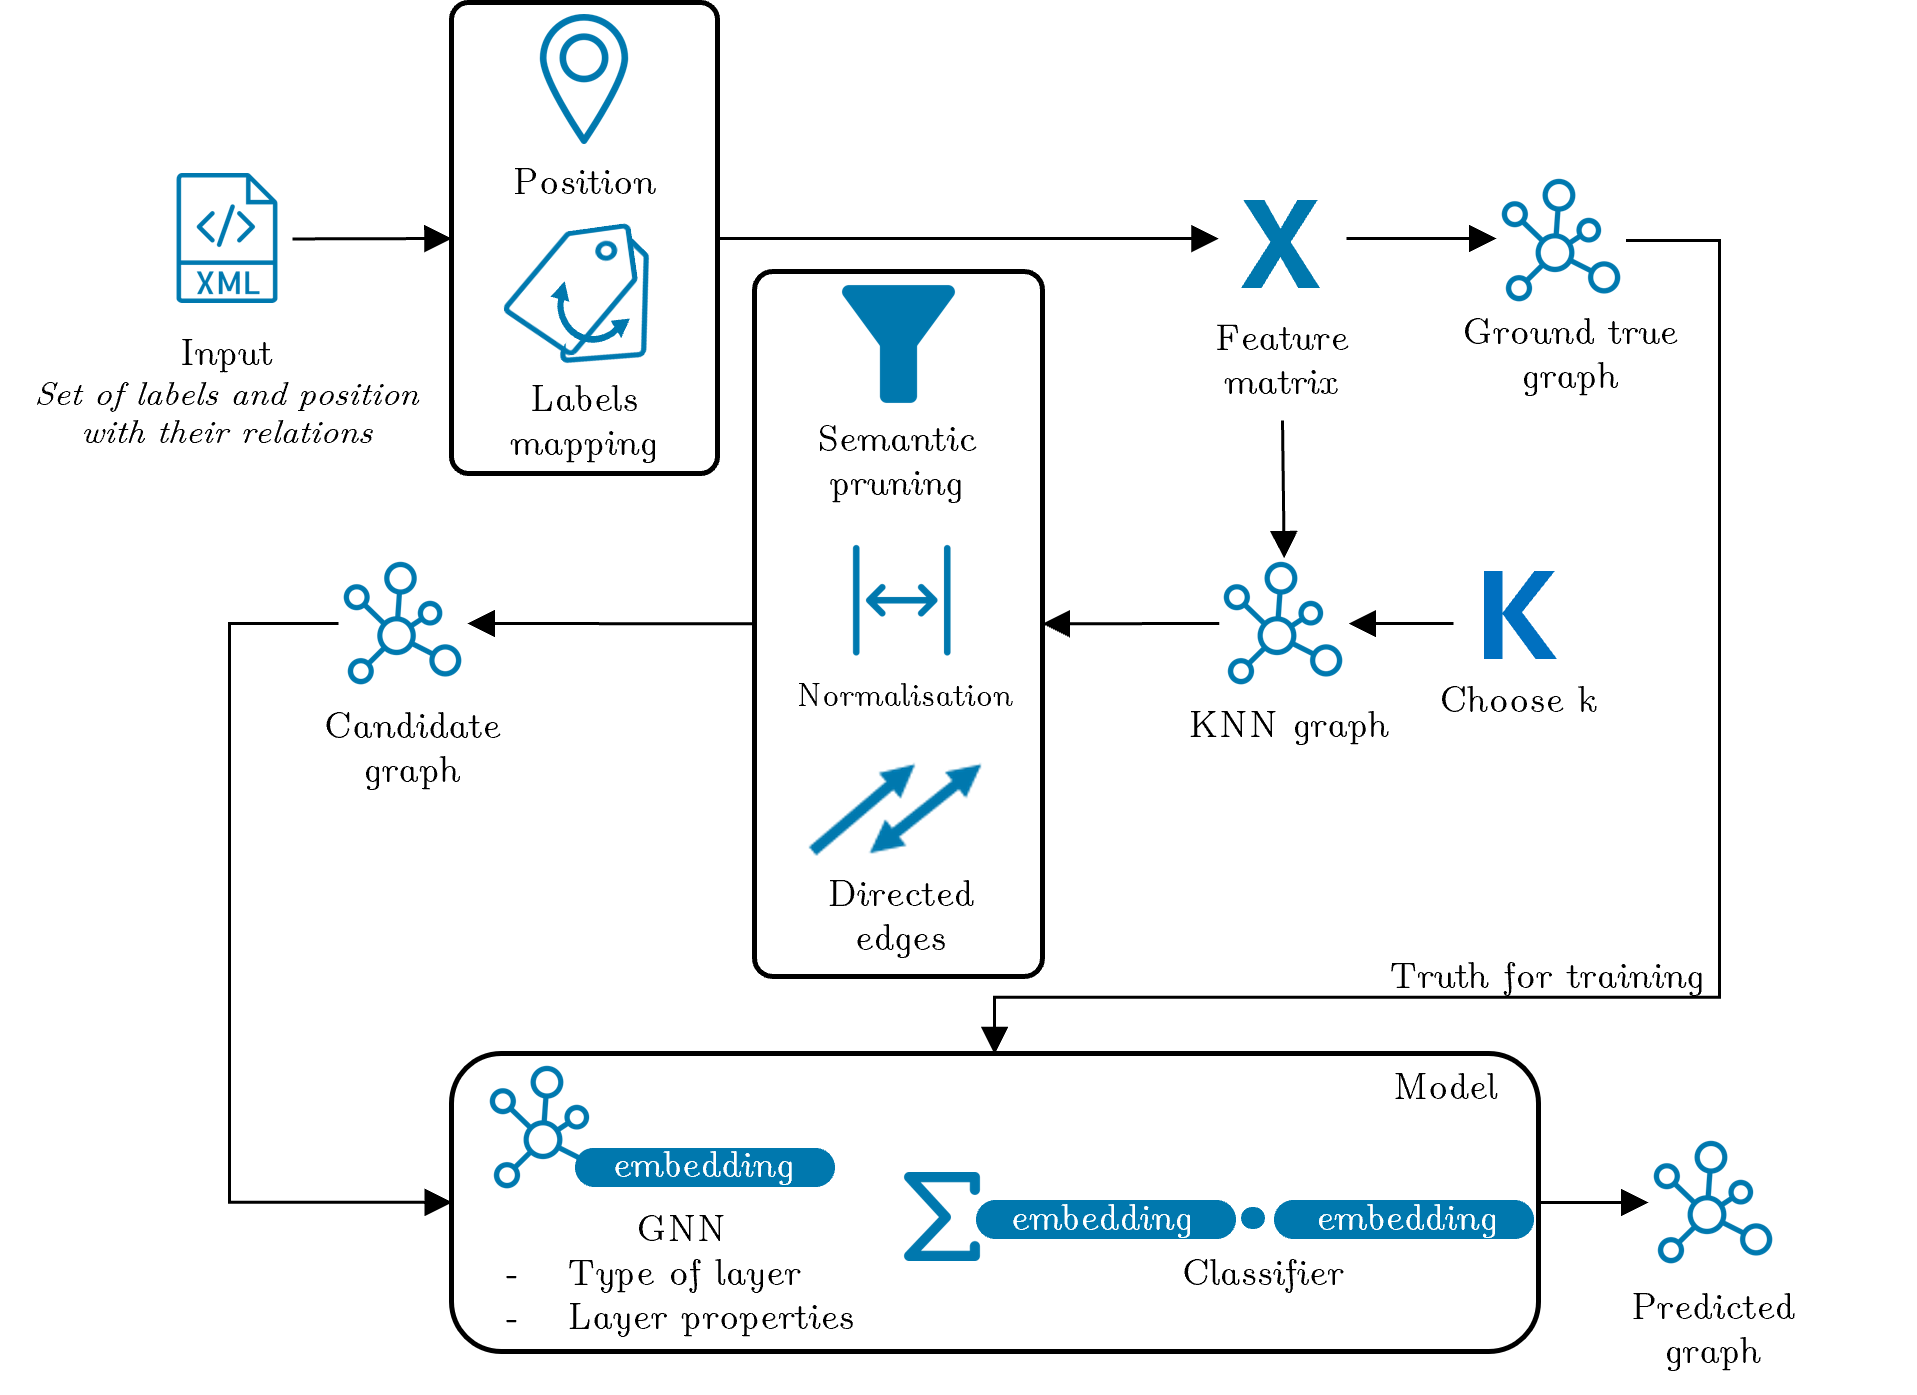 Position
XML
Input
Set of labels and position
with their relations
Labels
mapping
X
Feature
matrix
Ground true
graph
Semantic
pruning
Normalisation
Directed
edges
K
Choose k
KNN graph
Candidate
graph
Truth for training
Model
embedding
GNN
- Type of layer
- Layer properties
Σ embedding • embedding
Classifier
Predicted
graph